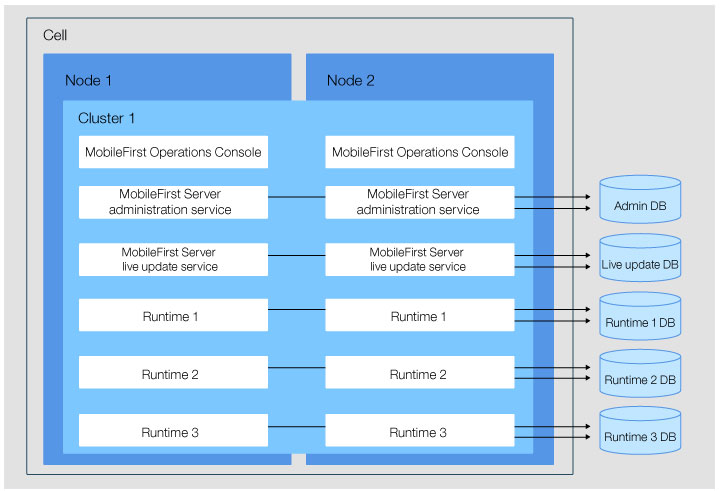 Cell
Node 1
Node 2
Cluster 1
MobileFirst Operations Console
MobileFirst Operations Console
MobileFirst Server
administration service
MobileFirst Server
administration service
Admin DB
MobileFirst Server
live update service
MobileFirst Server
live update service
Live update DB
Runtime 1
Runtime 1
Runtime 1 DB
Runtime 2
Runtime 2
Runtime 2 DB
Runtime 3
Runtime 3
Runtime 3 DB